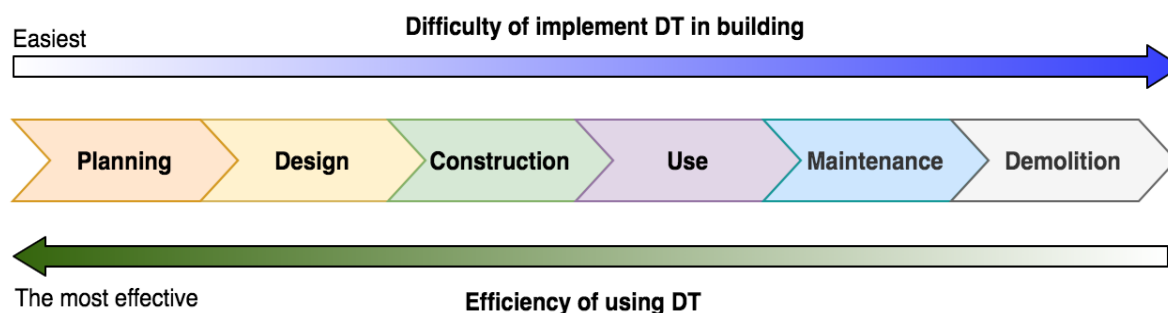 Difficulty of implement DT in building
Easiest
Planning
Design
Construction
Use
Maintenance
Demolition
The most effective
Efficiency of using DT